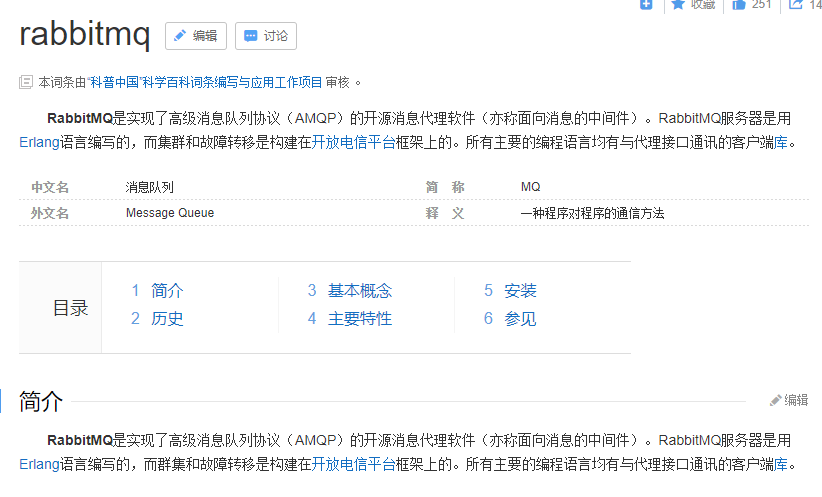 收藏 251 14
rabbitmq 编辑 讨论
本词条由“科普中国”科学百科词条编写与应用工作项目 审核 。
RabbitMQ是实现了高级消息队列协议（AMQP）的开源消息代理软件（亦称面向消息的中间件）。RabbitMQ服务器是用
Erlang语言编写的，而集群和故障转移是构建在开放电信平台框架上的。所有主要的编程语言均有与代理接口通讯的客户端库。
中文名 消息队列 简 称 MQ
外文名 Message Queue 释 义 一种程序对程序的通信方法
目录
1 简介 3 基本概念 5 安装
2 历史 4 主要特性 6 参见
简介 编辑
RabbitMQ是实现了高级消息队列协议（AMQP）的开源消息代理软件（亦称面向消息的中间件）。RabbitMQ服务器是用
Erlang语言编写的，而群集和故障转移是构建在开放电信平台框架上的。所有主要的编程语言均有与代理接口通讯的客户端库。